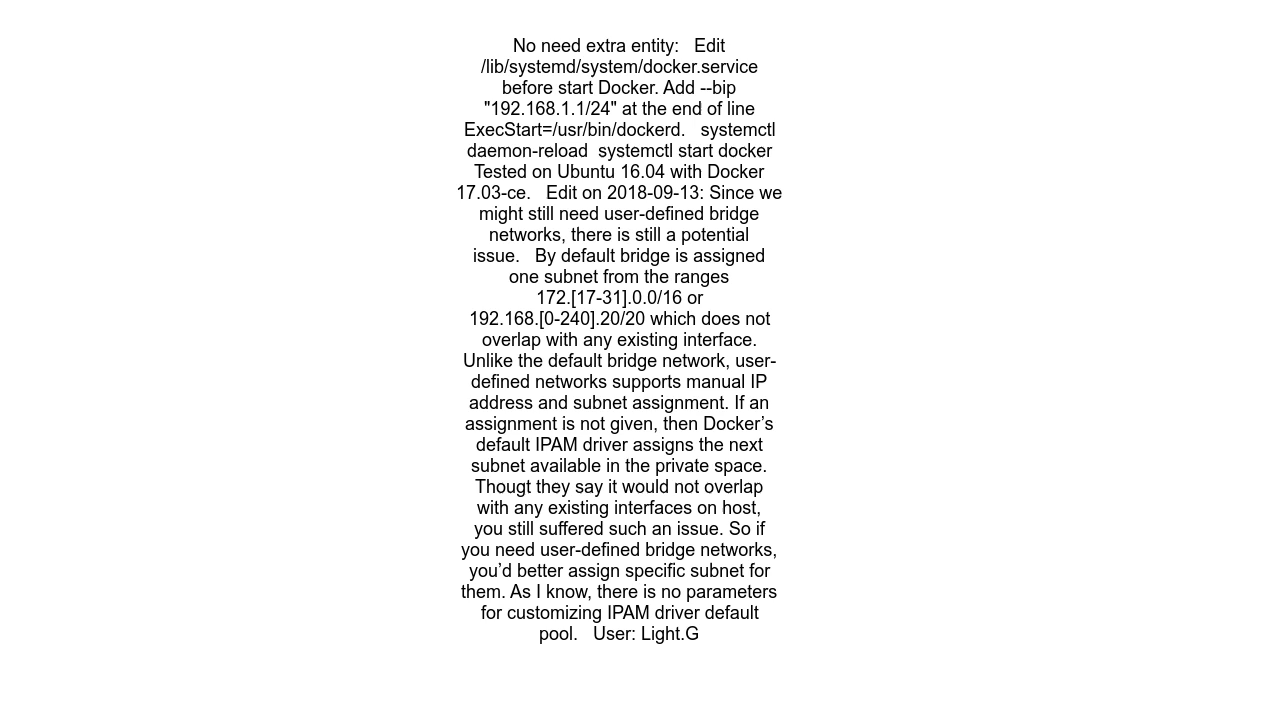 No need extra entity:   Edit
/lib/systemd/system/docker.service
before start Docker. Add --bip
"192.168.1.1/24" at the end of line
ExecStart=/usr/bin/dockerd.   systemctl
daemon-reload  systemctl start docker
Tested on Ubuntu 16.04 with Docker
17.03-ce.   Edit on 2018-09-13: Since we
might still need user-defined bridge
networks, there is still a potential
issue.   By default bridge is assigned
one subnet from the ranges
172.[17-31].0.0/16 or
192.168.[0-240].20/20 which does not
overlap with any existing interface.
Unlike the default bridge network, user-
defined networks supports manual IP
address and subnet assignment. If an
assignment is not given, then Docker’s
default IPAM driver assigns the next
subnet available in the private space.
Thougt they say it would not overlap
with any existing interfaces on host,
you still suffered such an issue. So if
you need user-defined bridge networks,
you’d better assign specific subnet for
them. As I know, there is no parameters
for customizing IPAM driver default
pool.   User: Light.G